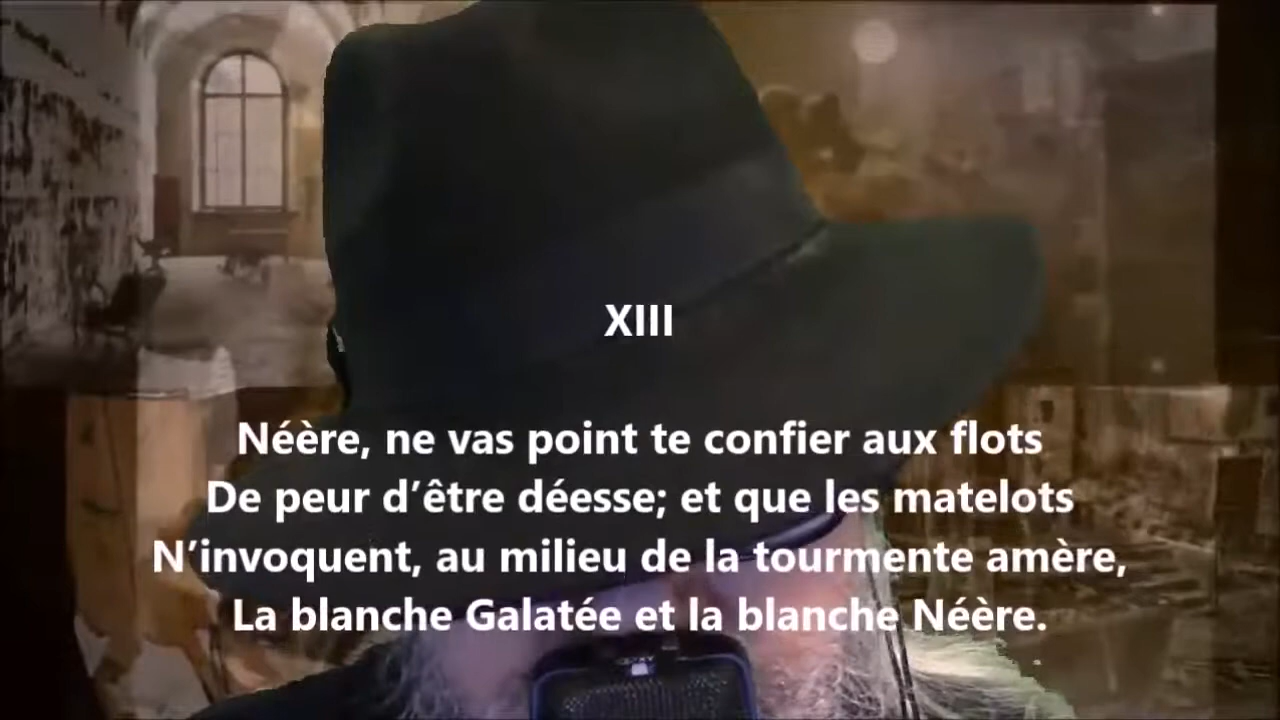 XIII
Néère, ne vas point te confier aux flots
De peur d’être déesse; et que les matelots
N’invoquent, au milieu de la tourmente amère,
La blanche Galatée et la blanche Néère.